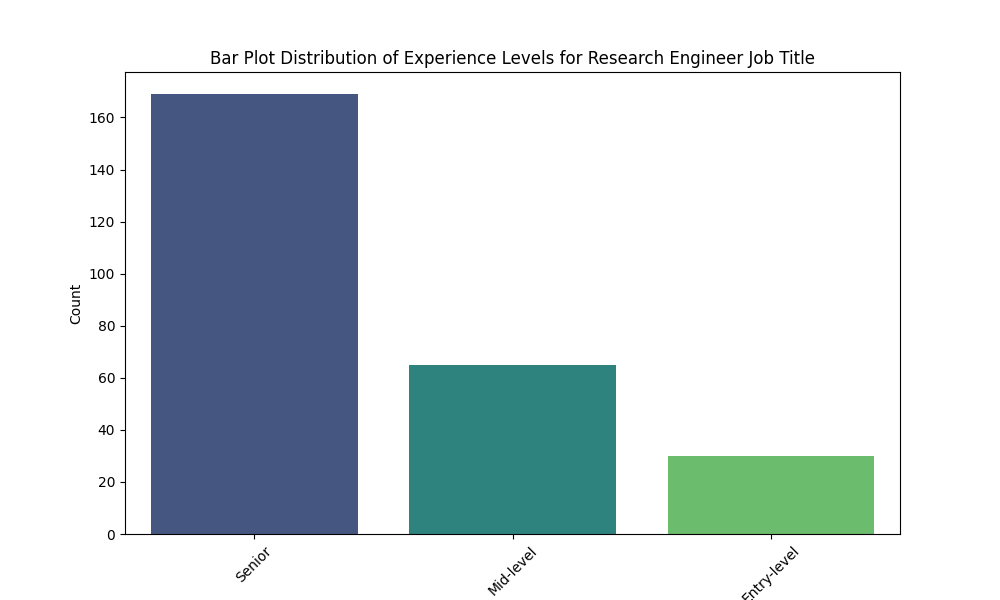 Bar Plot Distribution of Experience Levels for Research Engineer Job Title
160
140
120
100
80
60
40
20
0
Count
Senior
Mid-level
Entry-level